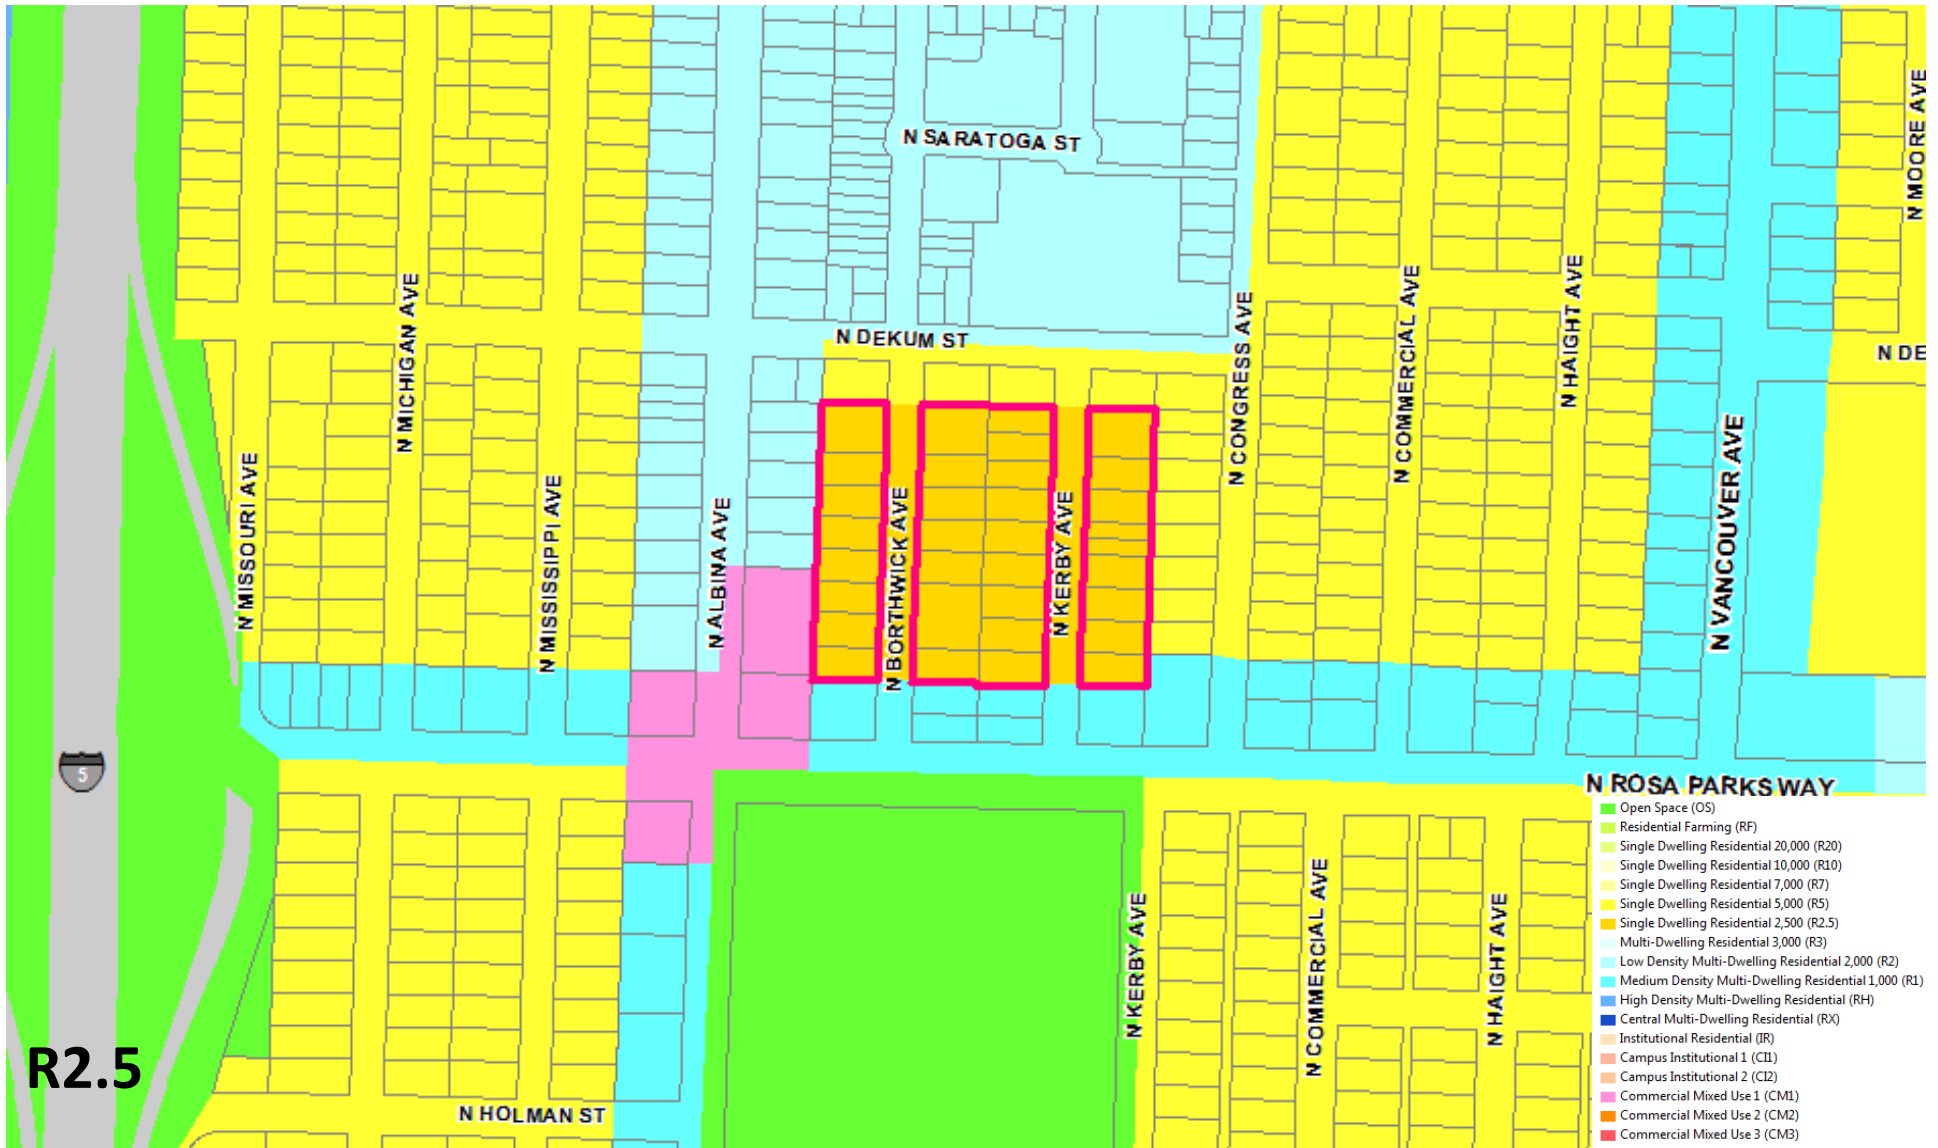 N MOORE AVE
N SARATOGA ST
N DEKUM ST
N DE
N MICHIGAN AVE
N CONGRESS AVE
N COMMERCIAL AVE
N HAIGHT AVE
N MISSOURI AVE
N MISSISSIPPI AVE
N ALBINA AVE
N BORTHWICK AVE
N KERBY AVE
N VANCOUVER AVE
5
N ROSA PARKS WAY
N KERBY AVE
N COMMERCIAL AVE
N HAIGHT AVE
R2.5
N HOLMAN ST
Open Space (OS)
Residential Farming (RF)
Single Dwelling Residential 20,000 (R20)
Single Dwelling Residential 10,000 (R10)
Single Dwelling Residential 7,000 (R7)
Single Dwelling Residential 5,000 (R5)
Single Dwelling Residential 2,500 (R2.5)
Multi-Dwelling Residential 3,000 (R3)
Low Density Multi-Dwelling Residential 2,000 (R2)
Medium Density Multi-Dwelling Residential 1,000 (R1)
High Density Multi-Dwelling Residential (RH)
Central Multi-Dwelling Residential (RX)
Institutional Residential (IR)
Campus Institutional 1 (CI1)
Campus Institutional 2 (CI2)
Commercial Mixed Use 1 (CM1)
Commercial Mixed Use 2 (CM2)
Commercial Mixed Use 3 (CM3)